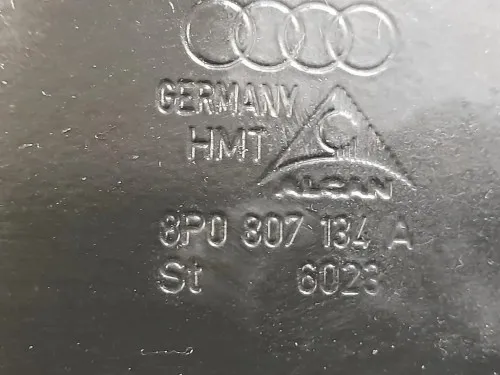 GERMANY
HMT
ALCAN
8P0 807 134 A
St 6023